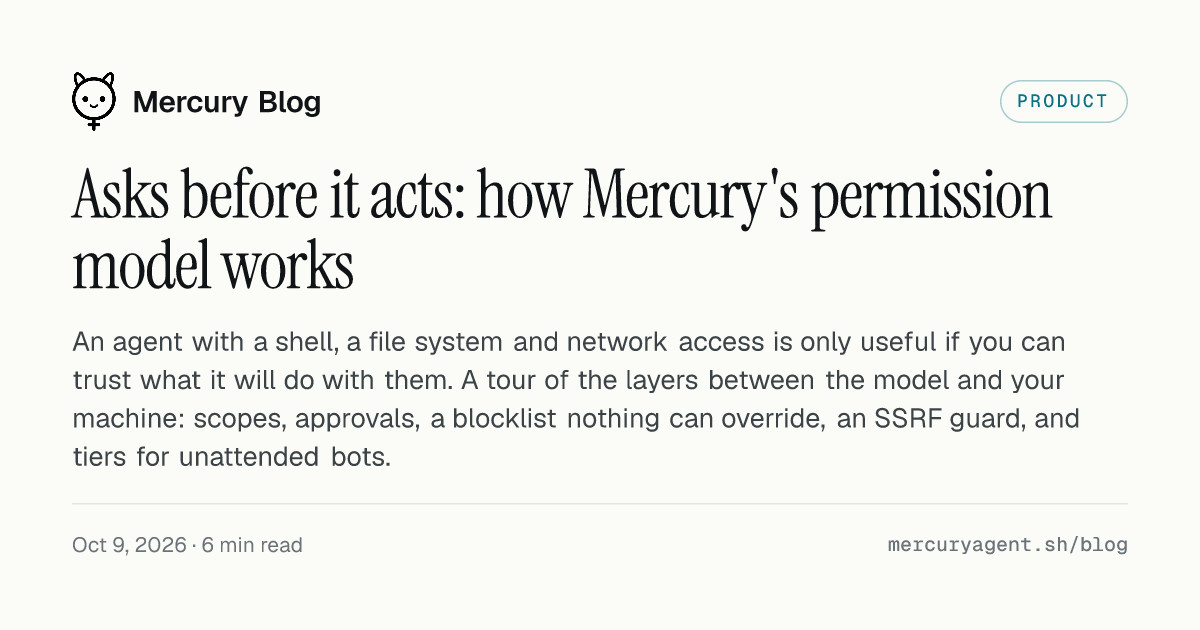 Mercury Blog
PRODUCT
Asks before it acts: how Mercury's permission
model works
An agent with a shell, a file system and network access is only useful if you can
trust what it will do with them. A tour of the layers between the model and your
machine: scopes, approvals, a blocklist nothing can override, an SSRF guard, and
tiers for unattended bots.
Oct 9, 2026 · 6 min read
mercuryagent.sh/blog